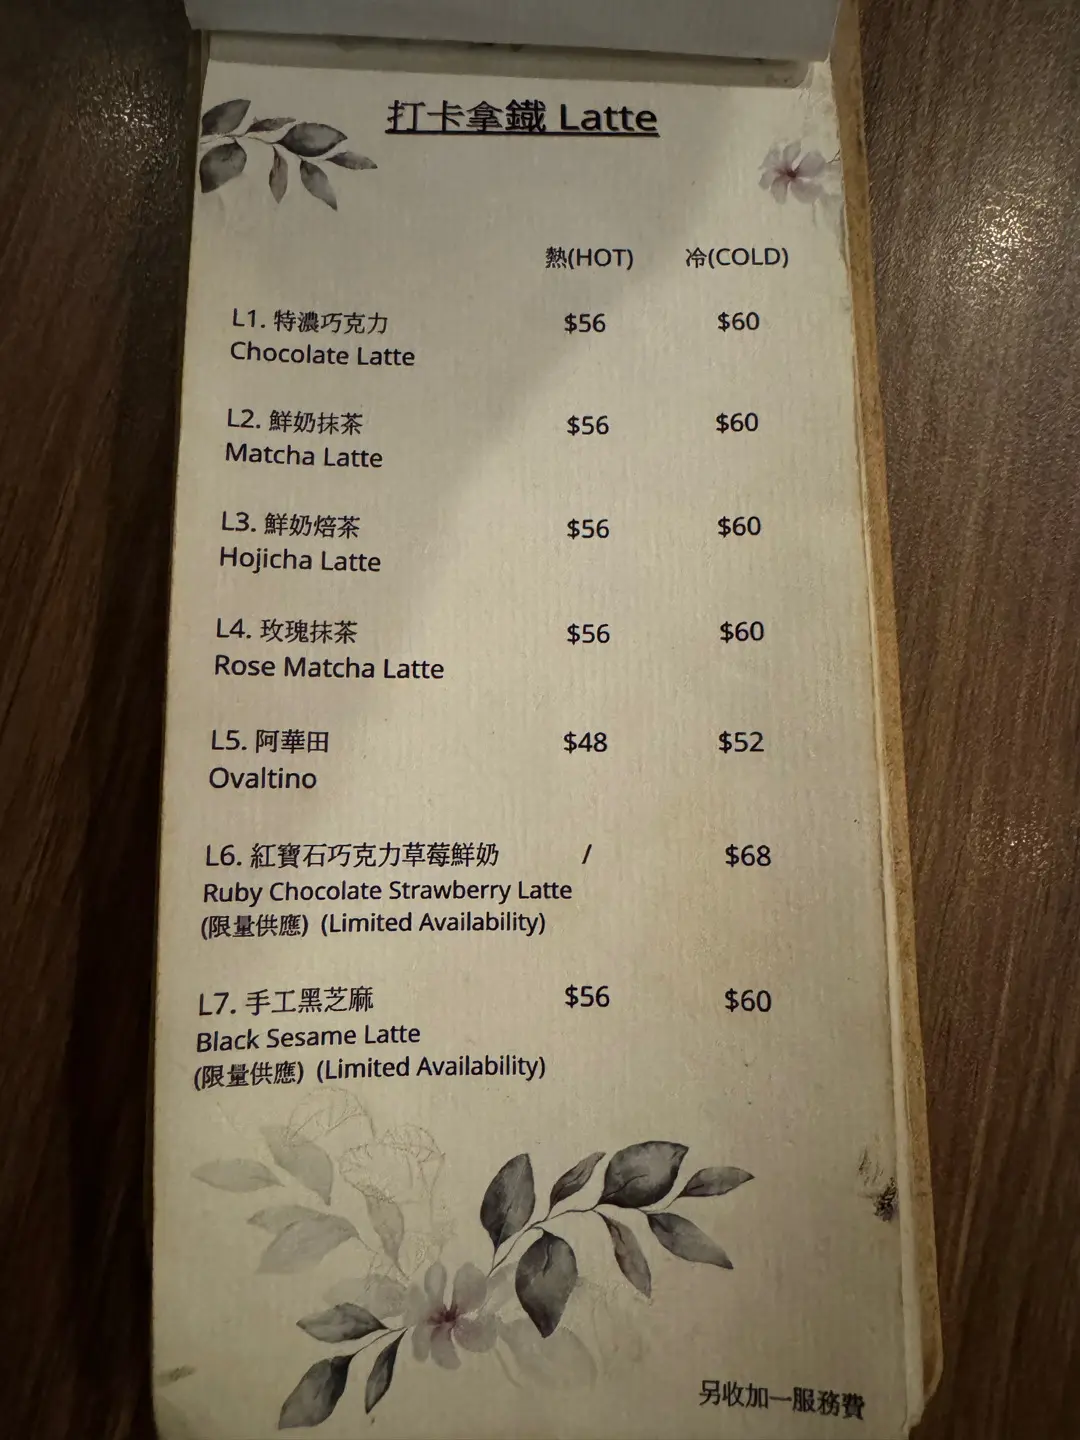 打卡拿鐵 Latte
熱(HOT) 冷(COLD)
L1. 特濃巧克力 $56 $60
Chocolate Latte
L2. 鮮奶抹茶 $56 $60
Matcha Latte
L3. 鮮奶焙茶 $56 $60
Hojicha Latte
L4. 玫瑰抹茶 $56 $60
Rose Matcha Latte
L5. 阿華田 $48 $52
Ovaltino
L6. 紅寶石巧克力草莓鮮奶 / $68
Ruby Chocolate Strawberry Latte
(限量供應) (Limited Availability)
L7. 手工黑芝麻 $56 $60
Black Sesame Latte
(限量供應) (Limited Availability)
另收加一服務費